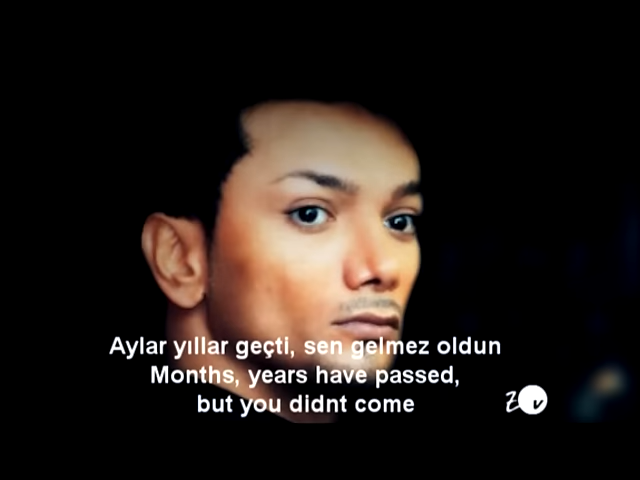 Aylar yıllar geçti, sen gelmez oldun
Months, years have passed,
but you didnt come